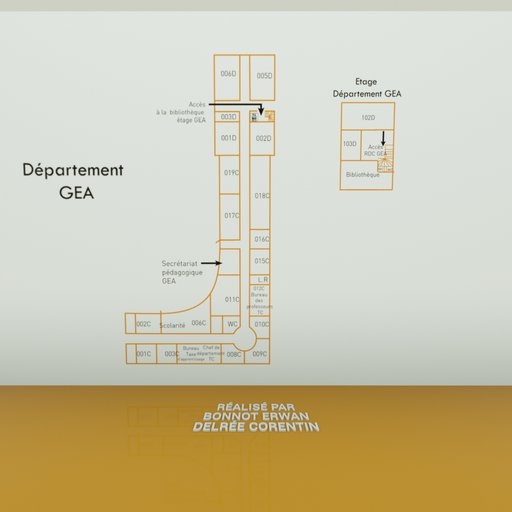 Département
GEA
006D
005D
Accès
à la bibliothèque
étage GEA
003D
001D
002D
019C
018C
017C
016C
015C
Secrétariat
pédagogique
GEA
L.R
012C
Bureau
des
professeurs
TC
011C
002C
Scolarité
006C
WC
010C
001C
003C
Bureau
Taxe
d'apprentissage
Chef de
département
TC
008C
009C
Etage
Département GEA
102D
103D
Accès
RDC GEA
Bibliothèque
RÉALISÉ PAR
BONNOT ERWAN
DELRÉE CORENTIN